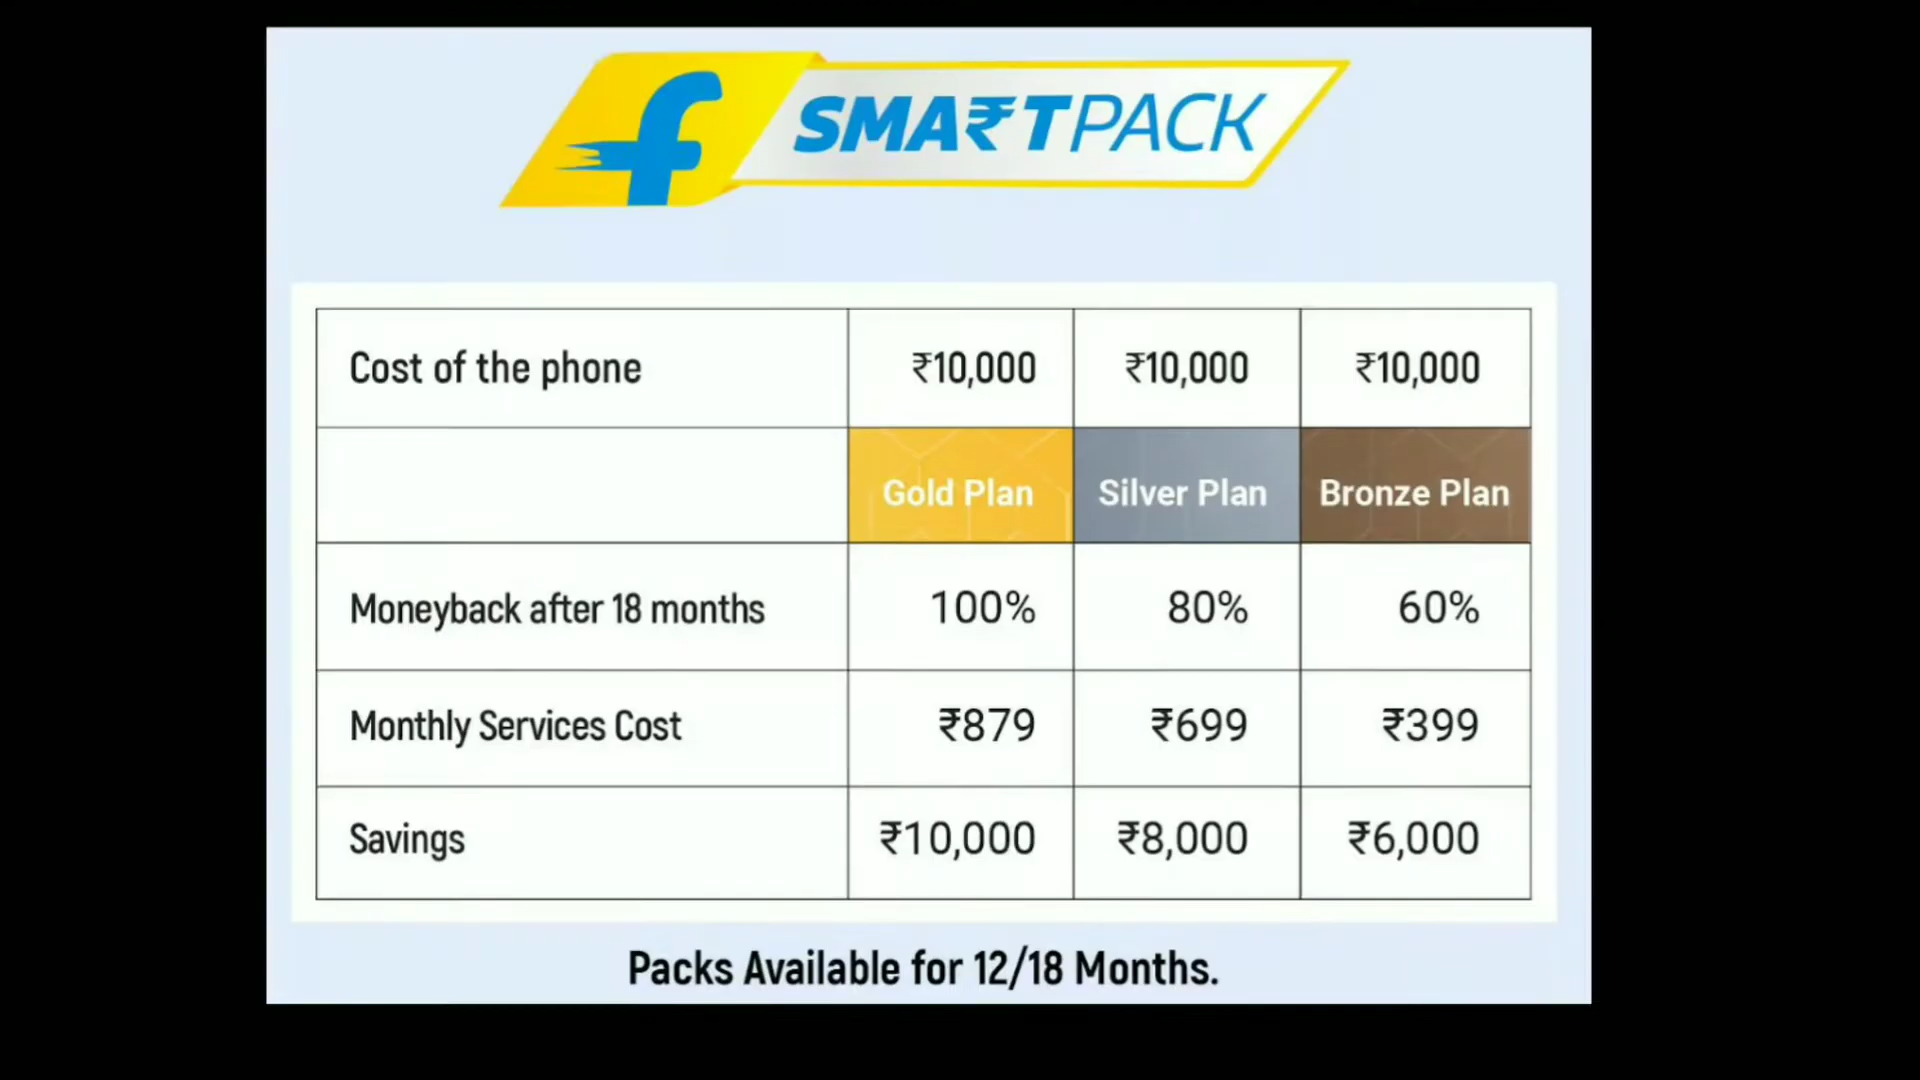 f SMA₹TPACK
Cost of the phone ₹10,000 ₹10,000 ₹10,000
Gold Plan Silver Plan Bronze Plan
Moneyback after 18 months 100% 80% 60%
Monthly Services Cost ₹879 ₹699 ₹399
Savings ₹10,000 ₹8,000 ₹6,000
Packs Available for 12/18 Months.